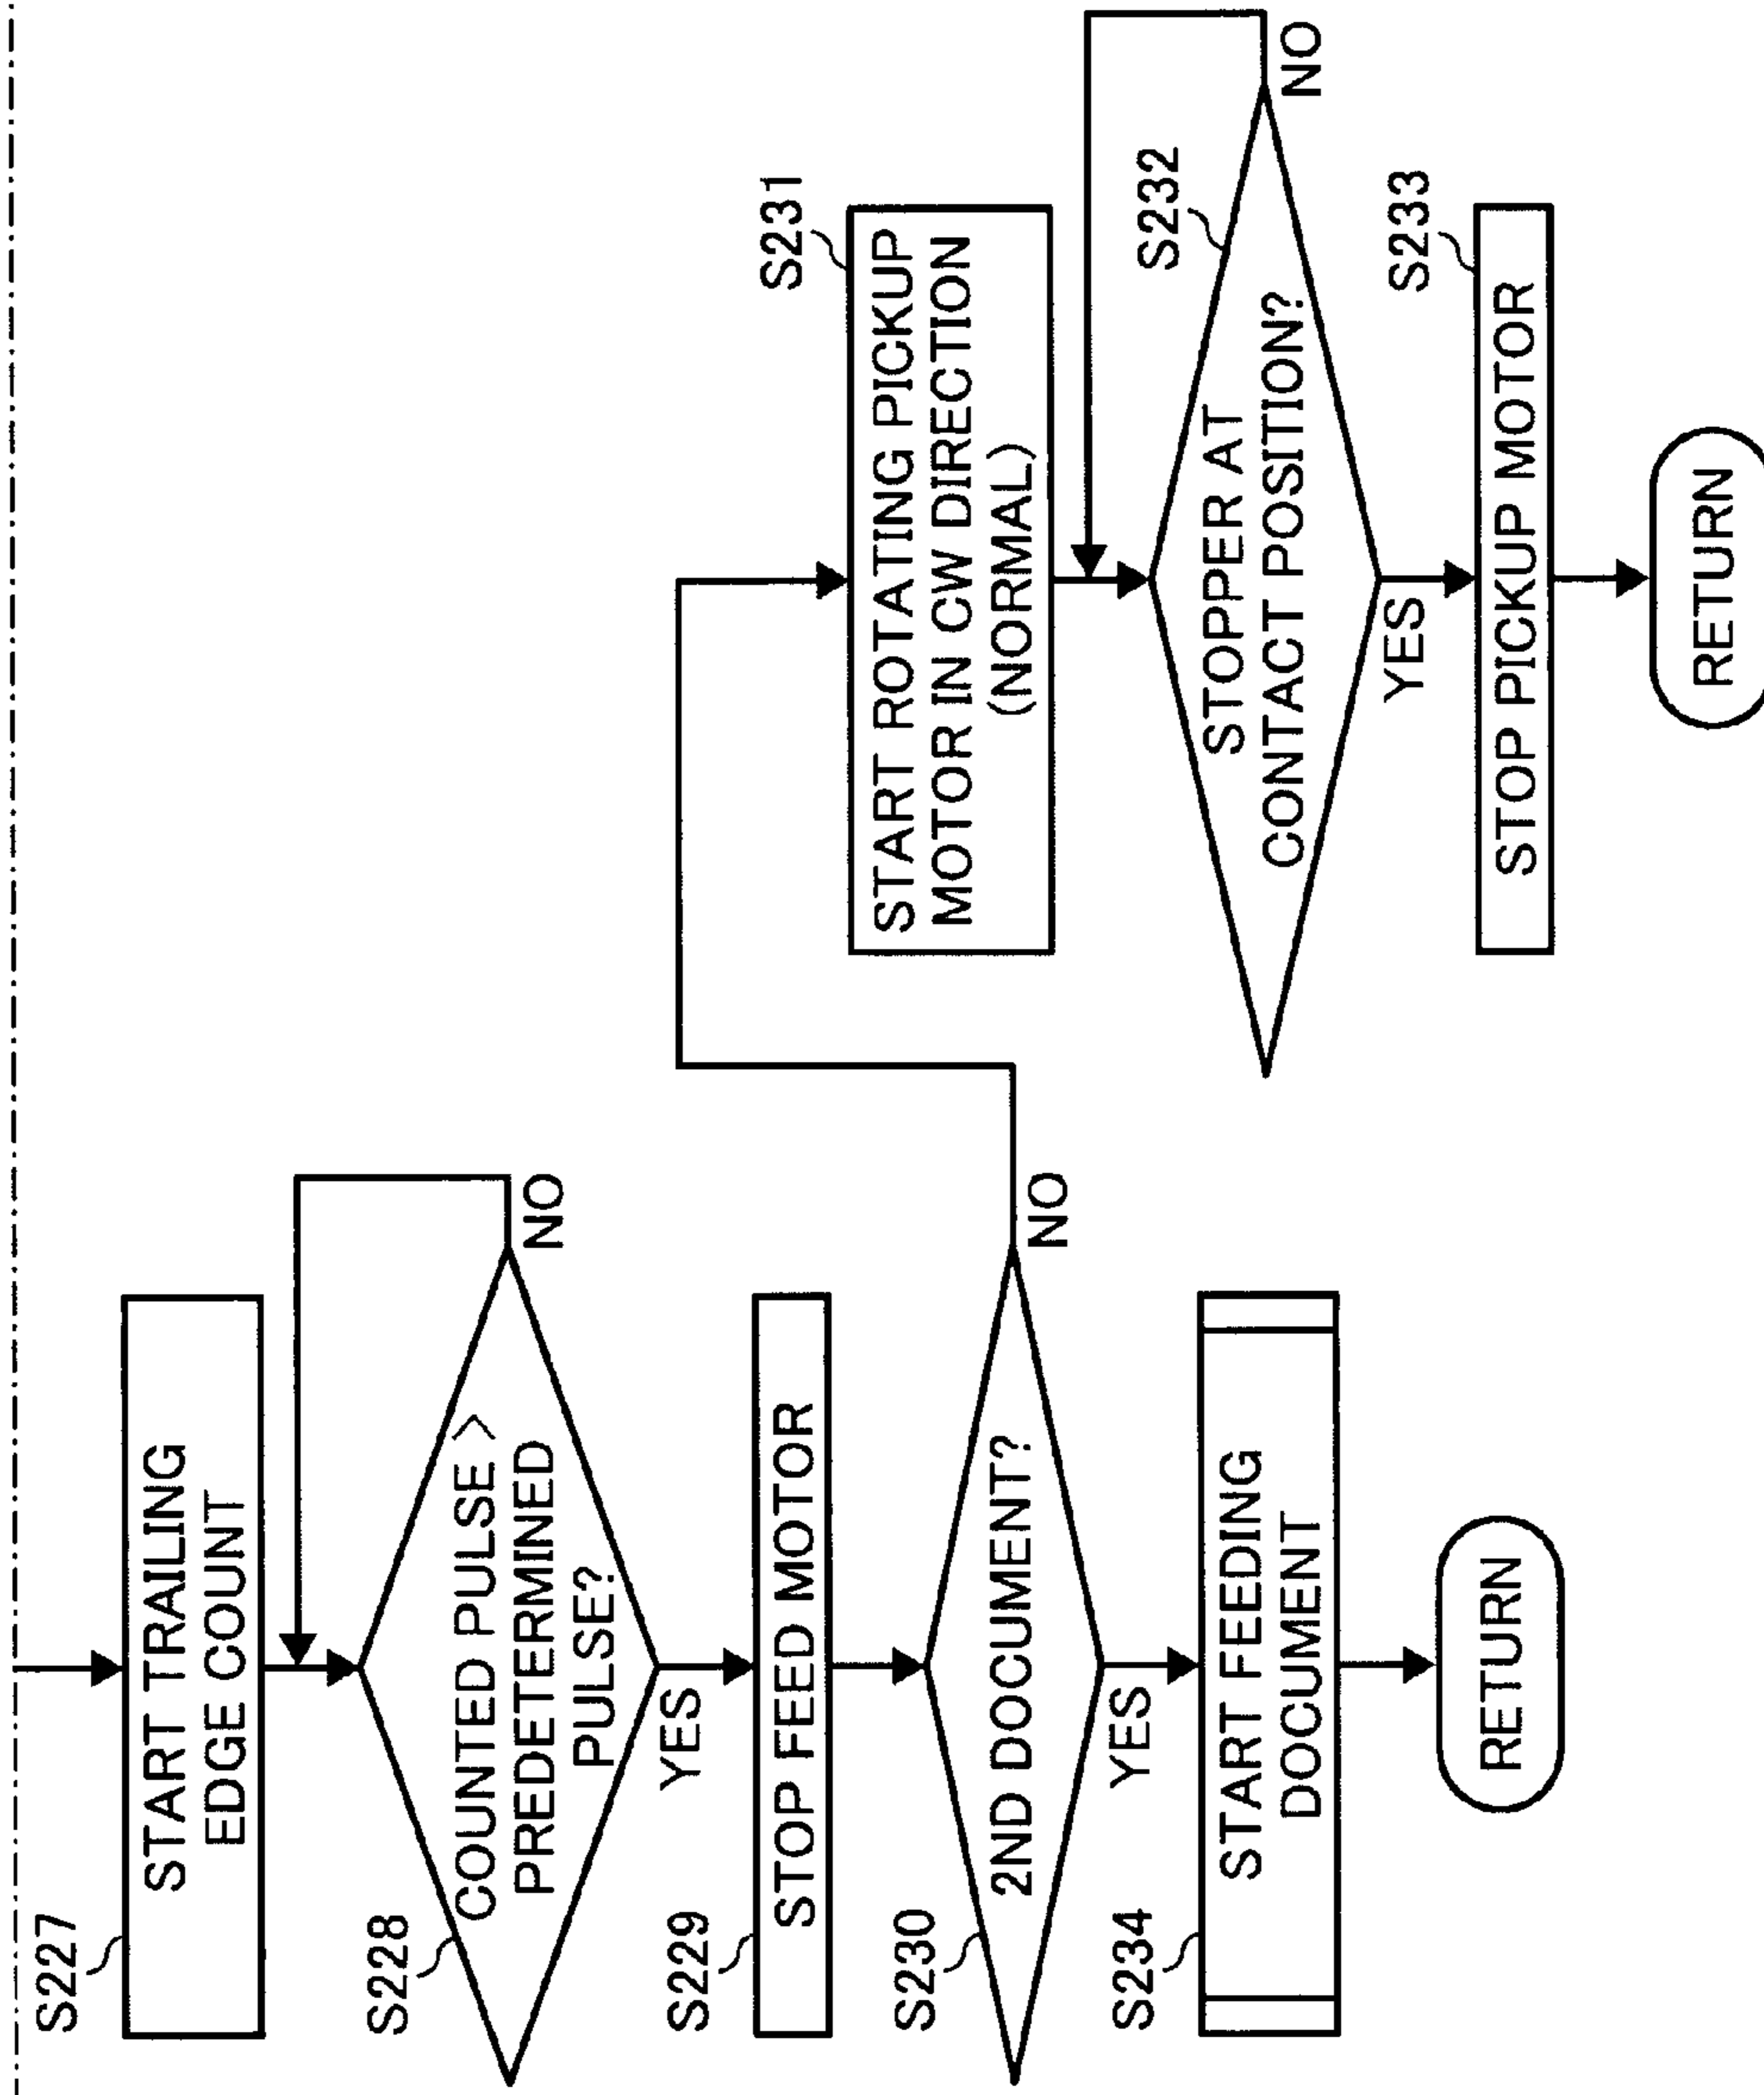 S227
START TRAILING
EDGE COUNT
S228
COUNTED PULSE >
PREDETERMINED
PULSE?
NO
YES
S229
STOP FEED MOTOR
S230
2ND DOCUMENT?
NO
YES
S234
START FEEDING
DOCUMENT
RETURN
S231
START ROTATING PICKUP
MOTOR IN CW DIRECTION
(NORMAL)
S232
STOPPER AT
CONTACT POSITION?
NO
YES
S233
STOP PICKUP MOTOR
RETURN